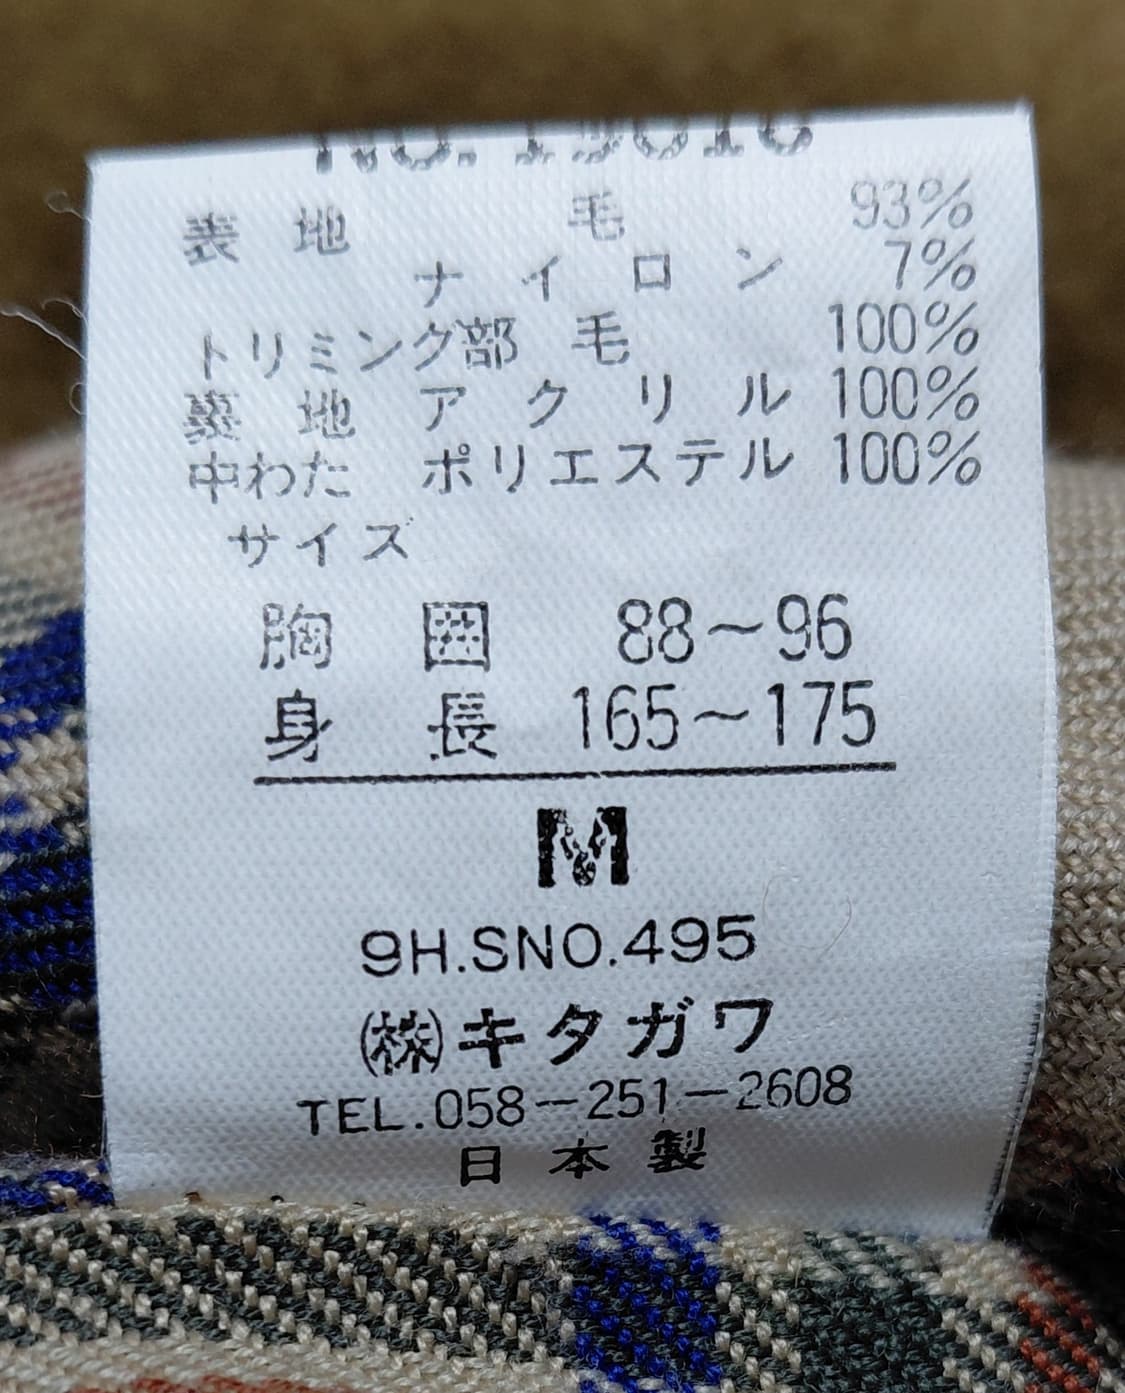 表地 毛 93%
ナイロン 7%
トリミング部 毛 100%
裏地 アクリル 100%
中わた ポリエステル 100%
サイズ
胸囲 88～96
身長 165～175
M
9H.SNO.495
㈱キタガワ
TEL.058-251-2608
日本製